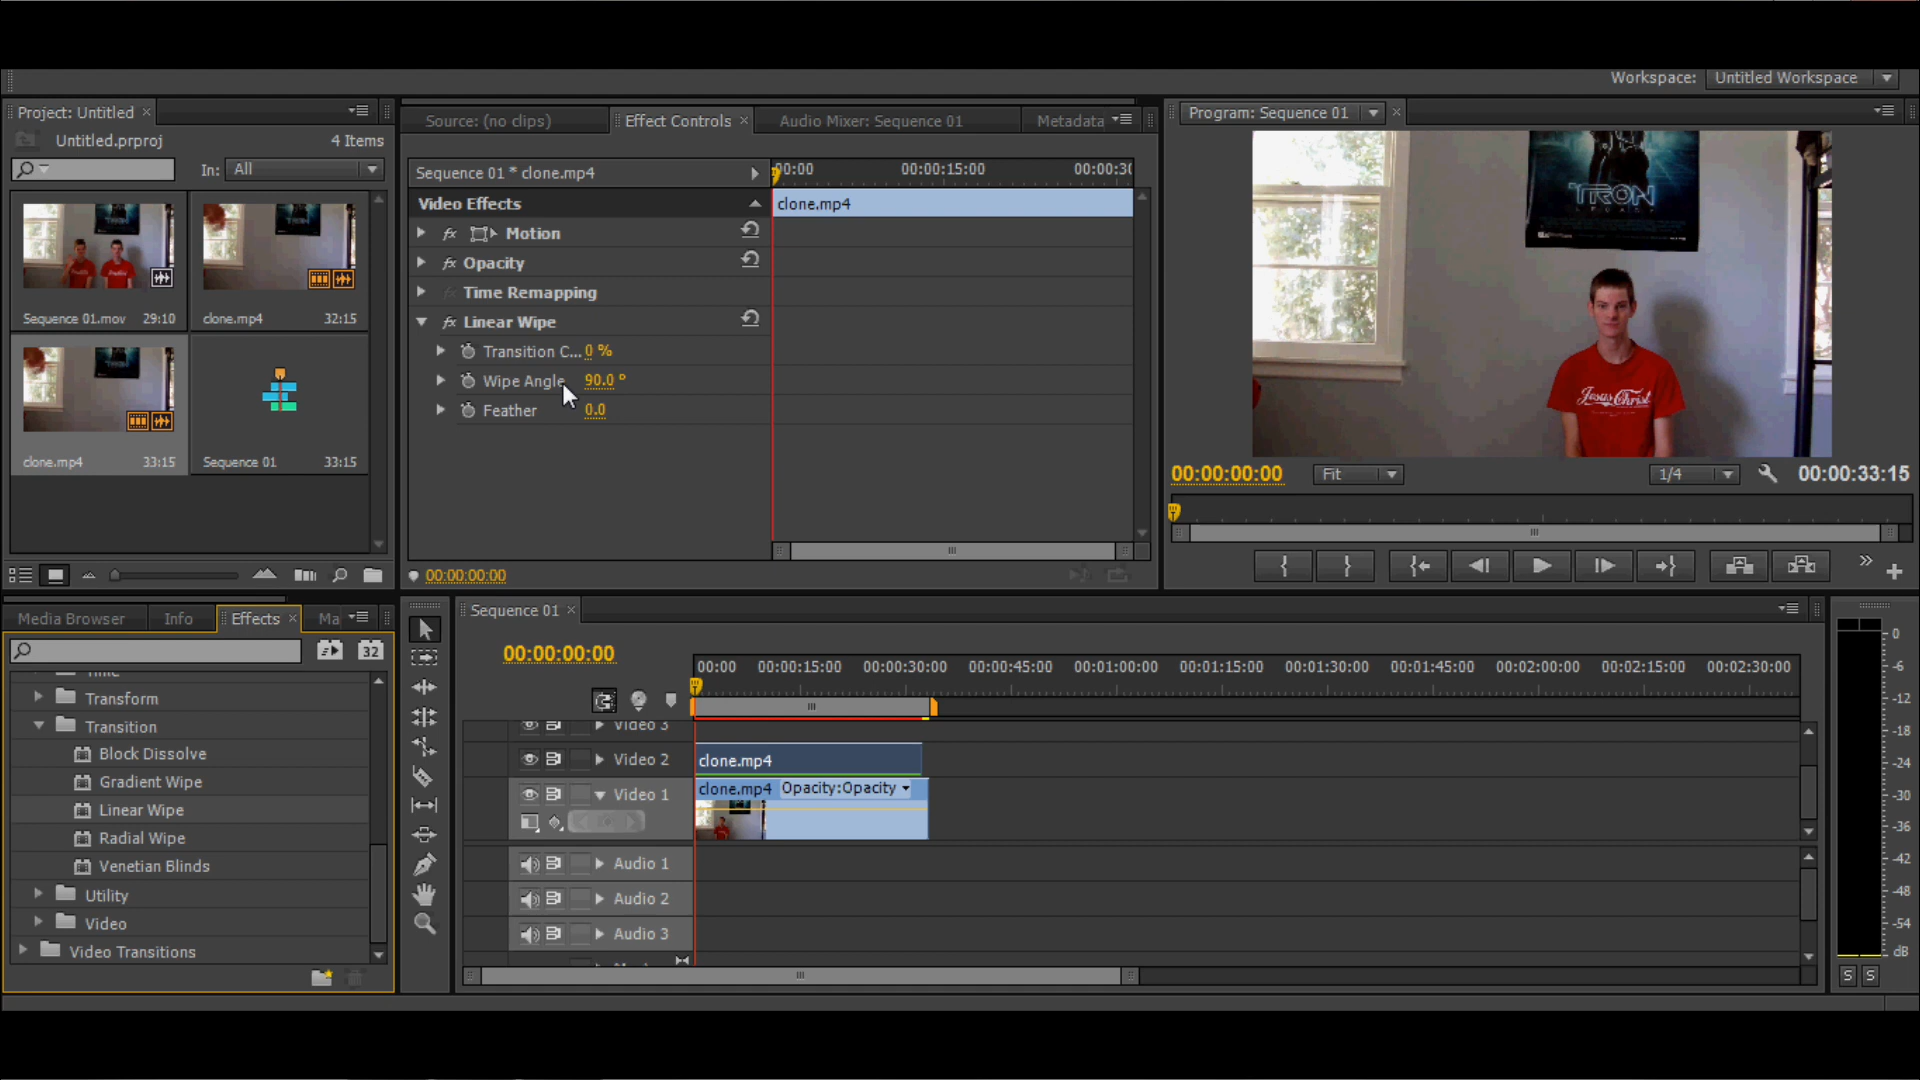 Workspace: Untitled Workspace
Project: Untitled
Untitled.prproj 4 Items
In: All
Sequence 01.mov 29:10
clone.mp4 32:15
clone.mp4 33:15
Sequence 01 33:15
Source: (no clips) Effect Controls Audio Mixer: Sequence 01 Metadata
Sequence 01 * clone.mp4 00:00 00:00:15:00 00:00:30
Video Effects clone.mp4
fx Motion
fx Opacity
Time Remapping
fx Linear Wipe
Transition C... 0 %
Wipe Angle 90.0 °
Feather 0.0
00:00:00:00
Program: Sequence 01
TRON
LEGACY
Jesus Christ
00:00:00:00 Fit 1/4 00:00:33:15
Media Browser Info Effects Ma
32
Transform
Transition
Block Dissolve
Gradient Wipe
Linear Wipe
Radial Wipe
Venetian Blinds
Utility
Video
Video Transitions
Sequence 01
00:00:00:00
00:00 00:00:15:00 00:00:30:00 00:00:45:00 00:01:00:00 00:01:15:00 00:01:30:00 00:01:45:00 00:02:00:00 00:02:15:00 00:02:30:00
Video 3
Video 2 clone.mp4
Video 1 clone.mp4 Opacity:Opacity
Audio 1
Audio 2
Audio 3
0
-6
-12
-18
-24
-30
-36
-42
-48
-54
dB
S S